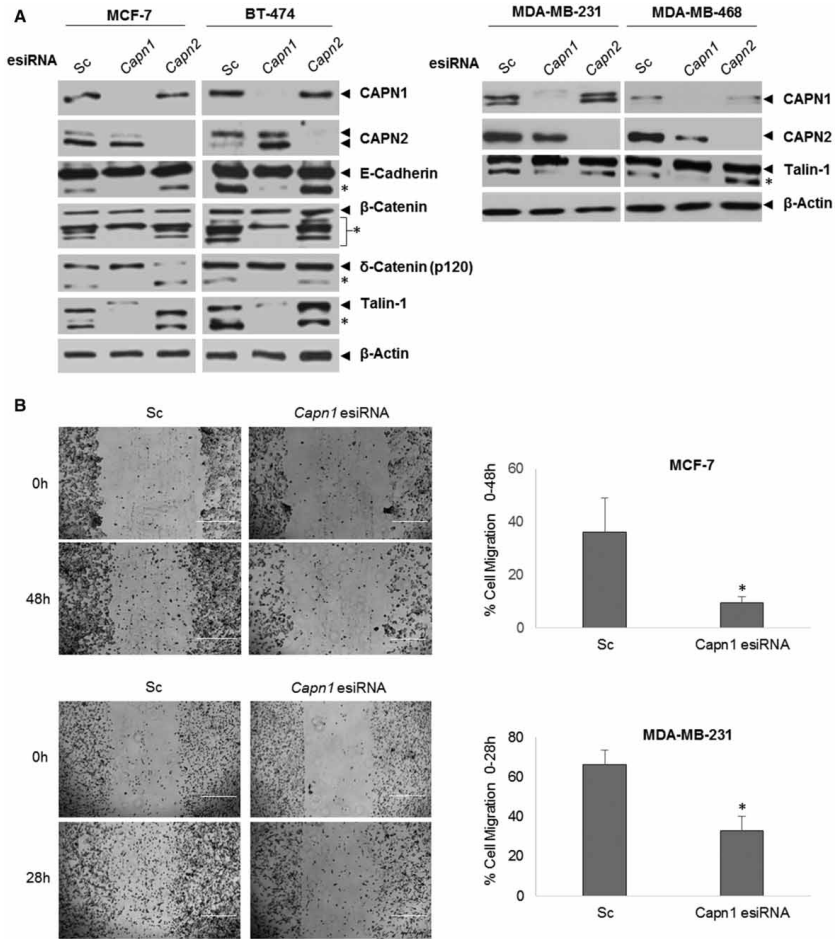 A
MCF-7 BT-474
esiRNA Sc Capn1 Capn2 Sc Capn1 Capn2
CAPN1
CAPN2
E-Cadherin
*
β-Catenin
*
δ-Catenin (p120)
*
Talin-1
*
β-Actin
MDA-MB-231 MDA-MB-468
esiRNA Sc Capn1 Capn2 Sc Capn1 Capn2
CAPN1
CAPN2
Talin-1
*
β-Actin
B
Sc Capn1 esiRNA
0h
48h
MCF-7
% Cell Migration 0-48h
60
40
20
0
*
Sc Capn1 esiRNA
Sc Capn1 esiRNA
0h
28h
MDA-MB-231
% Cell Migration 0-28h
80
60
40
20
0
*
Sc Capn1 esiRNA